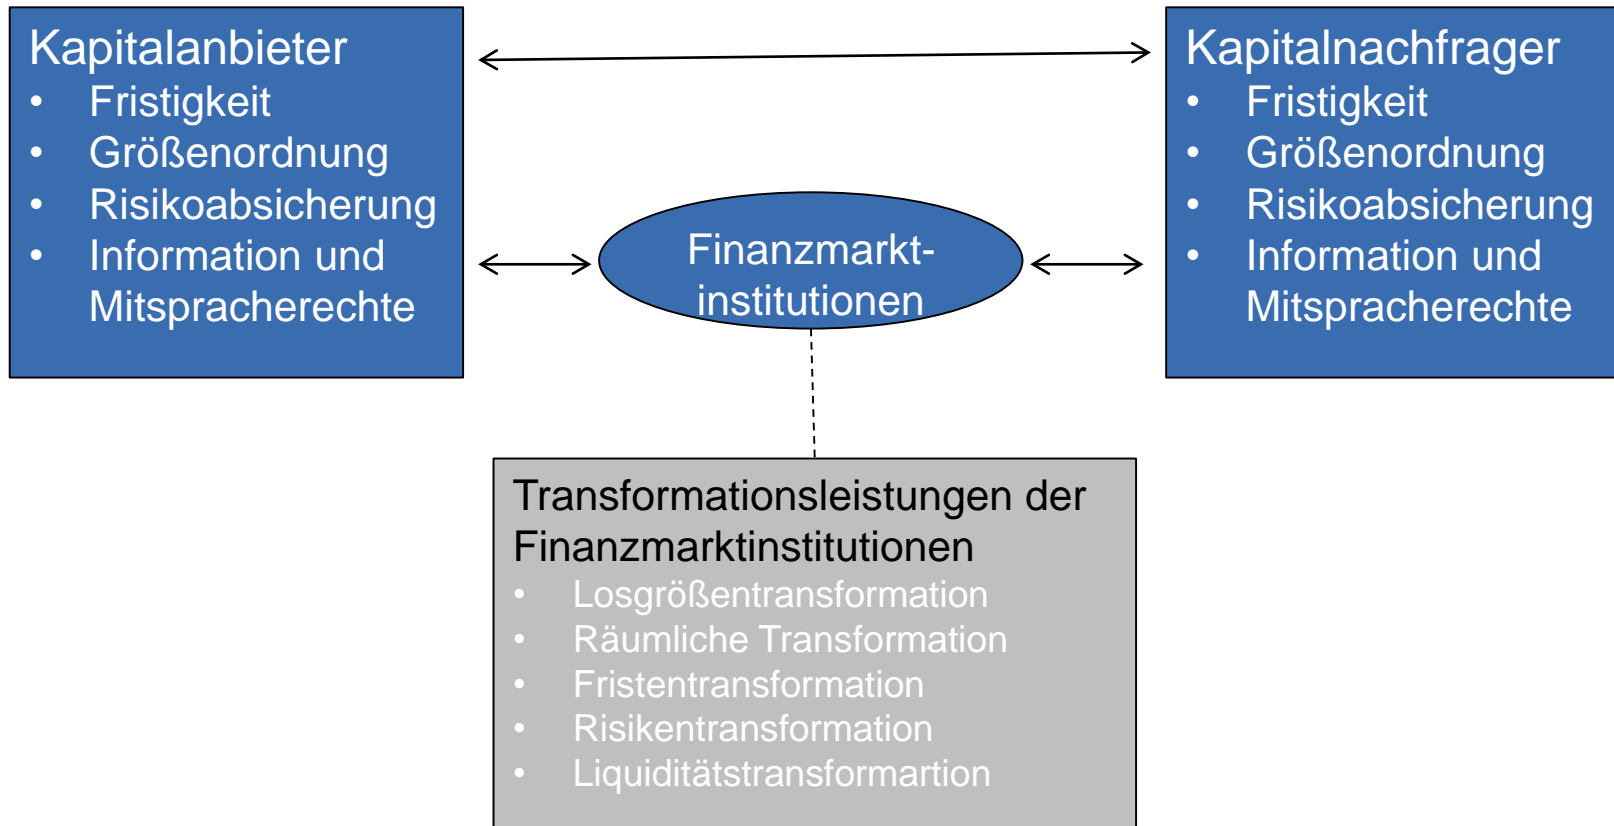 Kapitalanbieter
• Fristigkeit
• Größenordnung
• Risikoabsicherung
• Information und
Mitspracherechte
Kapitalnachfrager
• Fristigkeit
• Größenordnung
• Risikoabsicherung
• Information und
Mitspracherechte
Finanzmarkt-
institutionen
Transformationsleistungen der
Finanzmarktinstitutionen
• Losgrößentransformation
• Räumliche Transformation
• Fristentransformation
• Risikentransformation
• Liquiditätstransformartion